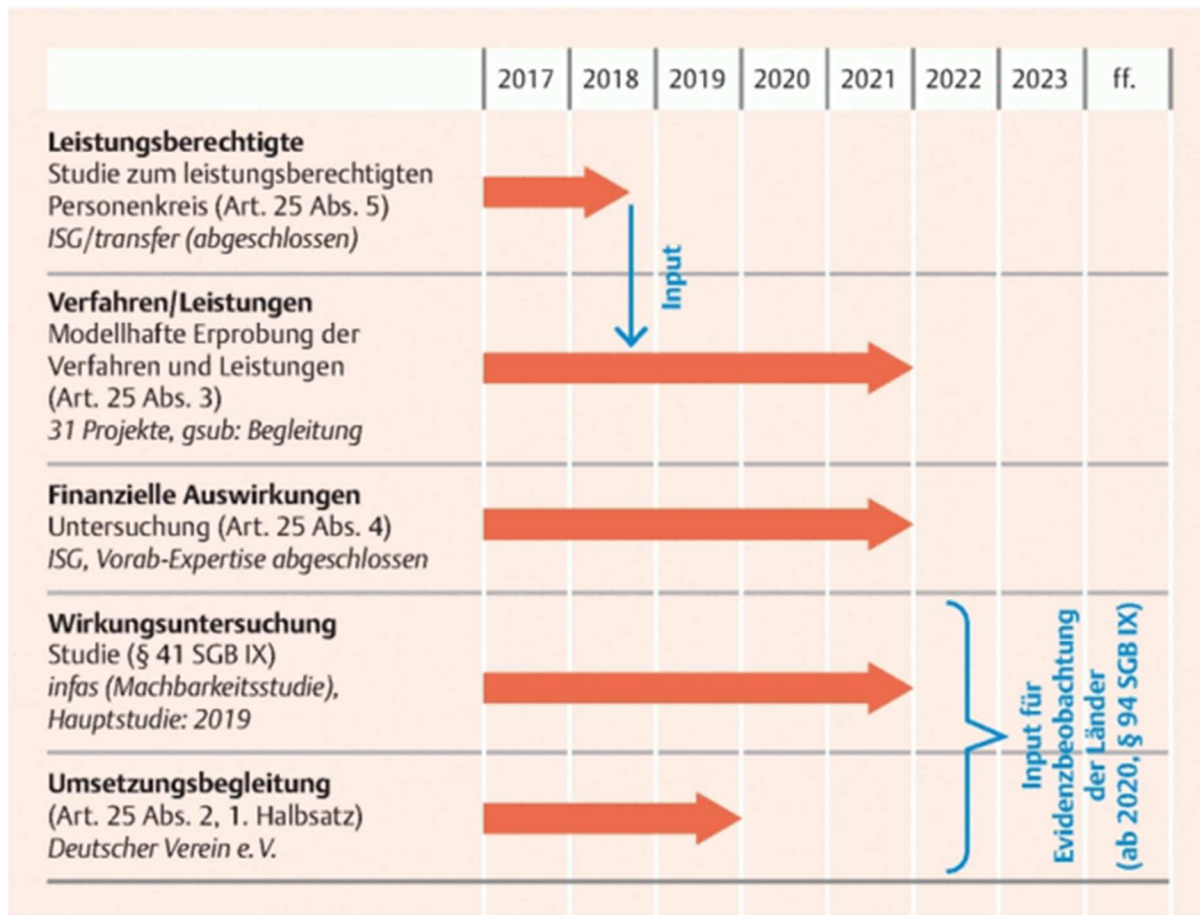 2017 2018 2019 2020 2021 2022 2023 ff.
Leistungsberechtigte
Studie zum leistungsberechtigten
Personenkreis (Art. 25 Abs. 5)
ISG/transfer (abgeschlossen)
Input
Verfahren/Leistungen
Modellhafte Erprobung der
Verfahren und Leistungen
(Art. 25 Abs. 3)
31 Projekte, gsub: Begleitung
Finanzielle Auswirkungen
Untersuchung (Art. 25 Abs. 4)
ISG, Vorab-Expertise abgeschlossen
Wirkungsuntersuchung
Studie (§ 41 SGB IX)
infas (Machbarkeitsstudie),
Hauptstudie: 2019
Umsetzungsbegleitung
(Art. 25 Abs. 2, 1. Halbsatz)
Deutscher Verein e. V.
Input für
Evidenzbeobachtung
der Länder
(ab 2020, § 94 SGB IX)